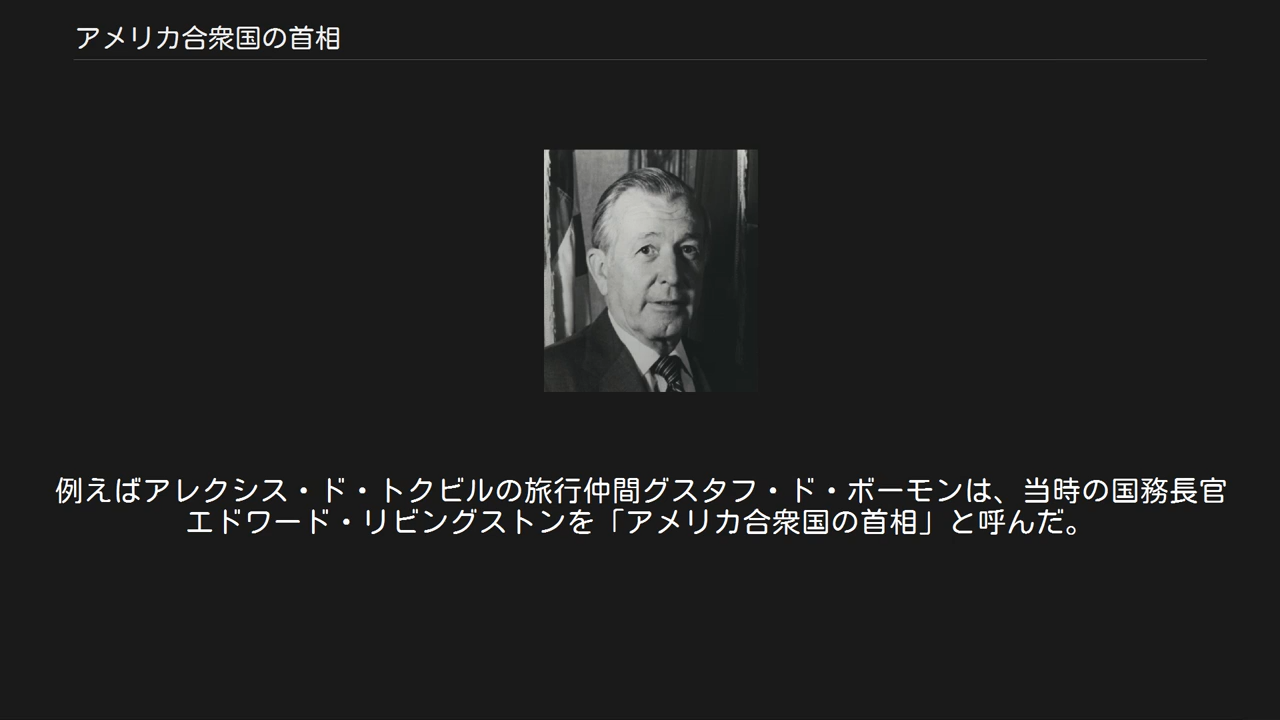 アメリカ合衆国の首相
例えばアレクシス・ド・トクビルの旅行仲間グスタフ・ド・ボーモンは、当時の国務長官
エドワード・リビングストンを「アメリカ合衆国の首相」と呼んだ。